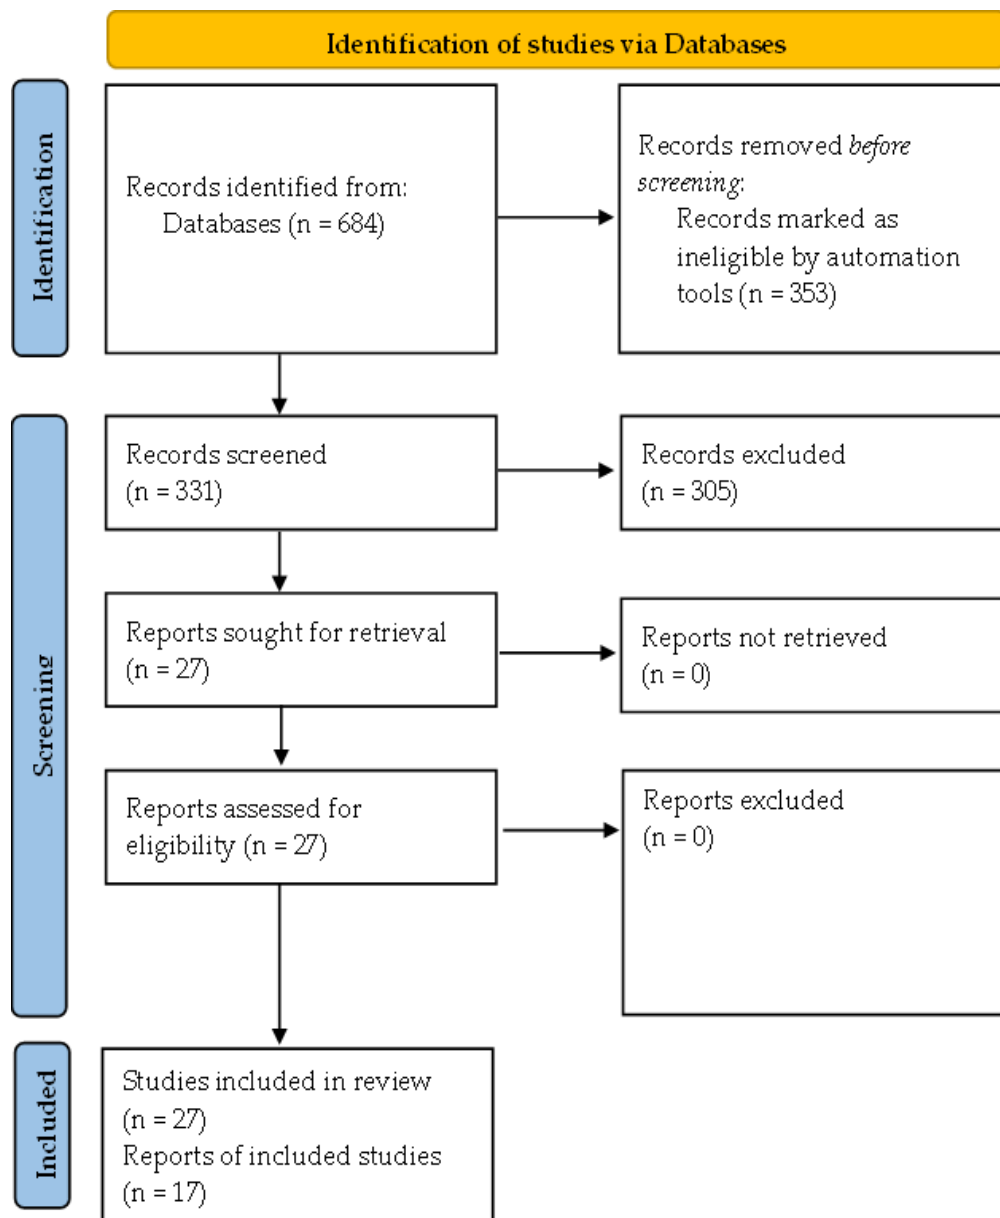 Identification of studies via Databases
Identification
Records identified from:
Databases (n = 684)
Records removed before
screening:
Records marked as
ineligible by automation
tools (n = 353)
Screening
Records screened
(n = 331)
Records excluded
(n = 305)
Reports sought for retrieval
(n = 27)
Reports not retrieved
(n = 0)
Reports assessed for
eligibility (n = 27)
Reports excluded
(n = 0)
Included
Studies included in review
(n = 27)
Reports of included studies
(n = 17)